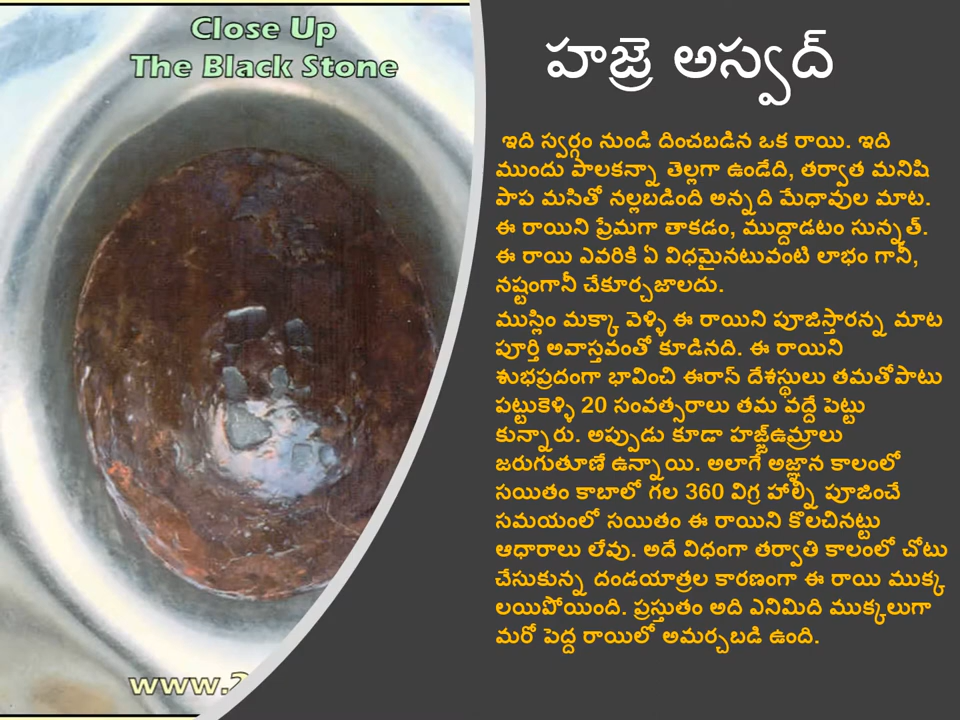 Close Up
The Black Stone
www.2
హజ్రె అస్వద్
ఇది స్వర్గం నుండి దించబడిన ఒక రాయి. ఇది
ముందు పాలకన్నా తెల్లగా ఉండేది, తర్వాత మనిషి
పాప మసితో నల్లబడింది అన్నది మేధావుల మాట.
ఈ రాయిని ప్రేమగా తాకడం, ముద్దాడటం సున్నత్.
ఈ రాయి ఎవరికి ఏ విధమైనటువంటి లాభం గానీ,
నష్టంగానీ చేకూర్చజాలదు.
ముస్లిం మక్కా వెళ్ళి ఈ రాయిని పూజిస్తారన్న మాట
పూర్తి అవాస్తవంతో కూడినది. ఈ రాయిని
శుభప్రదంగా భావించి ఈరాన్ దేశస్థులు తమతోపాటు
పట్టుకెళ్ళి 20 సంవత్సరాలు తమ వద్దే పెట్టు
కున్నారు. అప్పుడు కూడా హజ్జ్ఉమ్రాలు
జరుగుతూణే ఉన్నాయి. అలాగే అజ్ఞాన కాలంలో
సయితం కాబాలో గల 360 విగ్ర హాల్ని పూజించే
సమయంలో సయితం ఈ రాయిని కొలచినట్టు
ఆధారాలు లేవు. అదే విధంగా తర్వాతి కాలంలో చోటు
చేసుకున్న దండయాత్రల కారణంగా ఈ రాయి ముక్క
లయిపోయింది. ప్రస్తుతం అది ఎనిమిది ముక్కలుగా
మరో పెద్ద రాయిలో అమర్చబడి ఉంది.